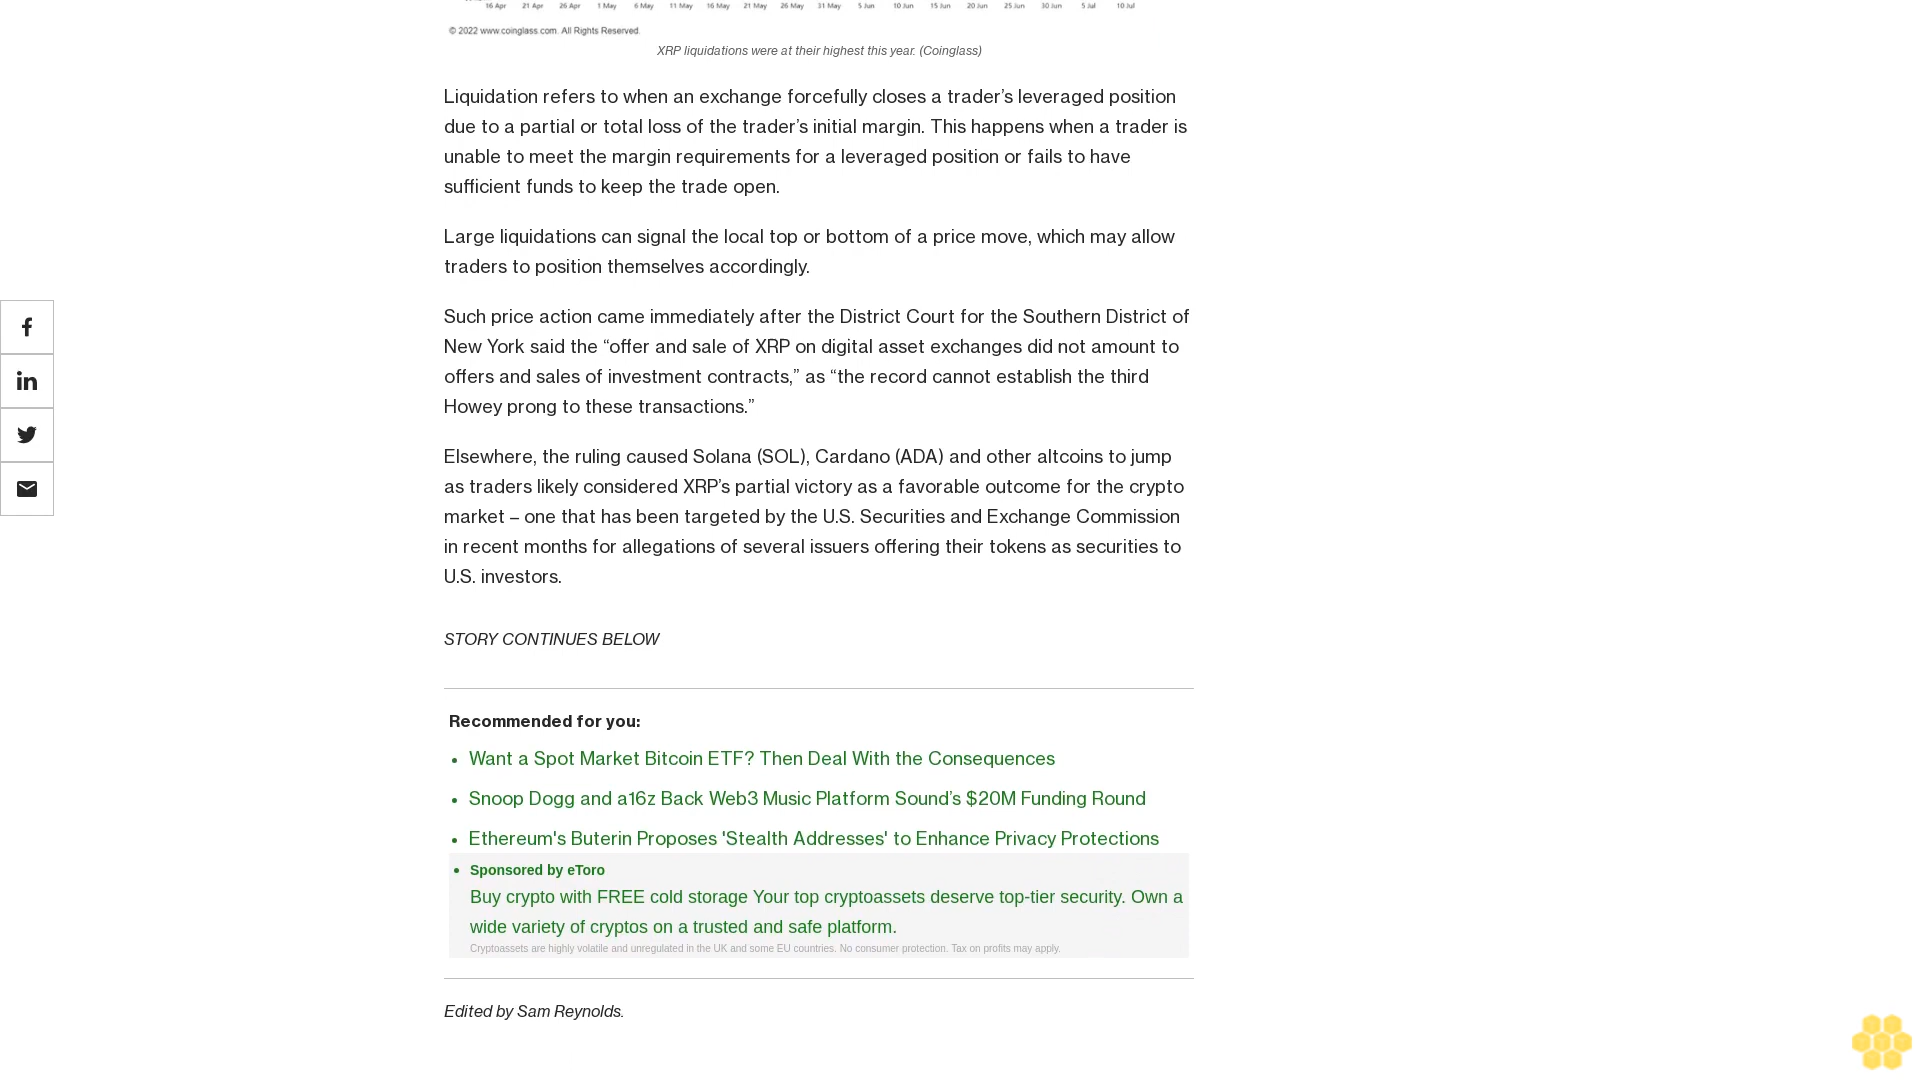 16 Apr 21 Apr 26 Apr 1 May 6 May 11 May 16 May 21 May 26 May 31 May 5 Jun 10 Jun 15 Jun 20 Jun 25 Jun 30 Jun 5 Jul 10 Jul
© 2022 www.coinglass.com. All Rights Reserved.
XRP liquidations were at their highest this year. (Coinglass)
Liquidation refers to when an exchange forcefully closes a trader’s leveraged position
due to a partial or total loss of the trader’s initial margin. This happens when a trader is
unable to meet the margin requirements for a leveraged position or fails to have
sufficient funds to keep the trade open.
Large liquidations can signal the local top or bottom of a price move, which may allow
traders to position themselves accordingly.
Such price action came immediately after the District Court for the Southern District of
New York said the “offer and sale of XRP on digital asset exchanges did not amount to
offers and sales of investment contracts,” as “the record cannot establish the third
Howey prong to these transactions.”
Elsewhere, the ruling caused Solana (SOL), Cardano (ADA) and other altcoins to jump
as traders likely considered XRP’s partial victory as a favorable outcome for the crypto
market – one that has been targeted by the U.S. Securities and Exchange Commission
in recent months for allegations of several issuers offering their tokens as securities to
U.S. investors.
STORY CONTINUES BELOW
Recommended for you:
• Want a Spot Market Bitcoin ETF? Then Deal With the Consequences
• Snoop Dogg and a16z Back Web3 Music Platform Sound’s $20M Funding Round
• Ethereum's Buterin Proposes 'Stealth Addresses' to Enhance Privacy Protections
• Sponsored by eToro
Buy crypto with FREE cold storage Your top cryptoassets deserve top-tier security. Own a
wide variety of cryptos on a trusted and safe platform.
Cryptoassets are highly volatile and unregulated in the UK and some EU countries. No consumer protection. Tax on profits may apply.
Edited by Sam Reynolds.